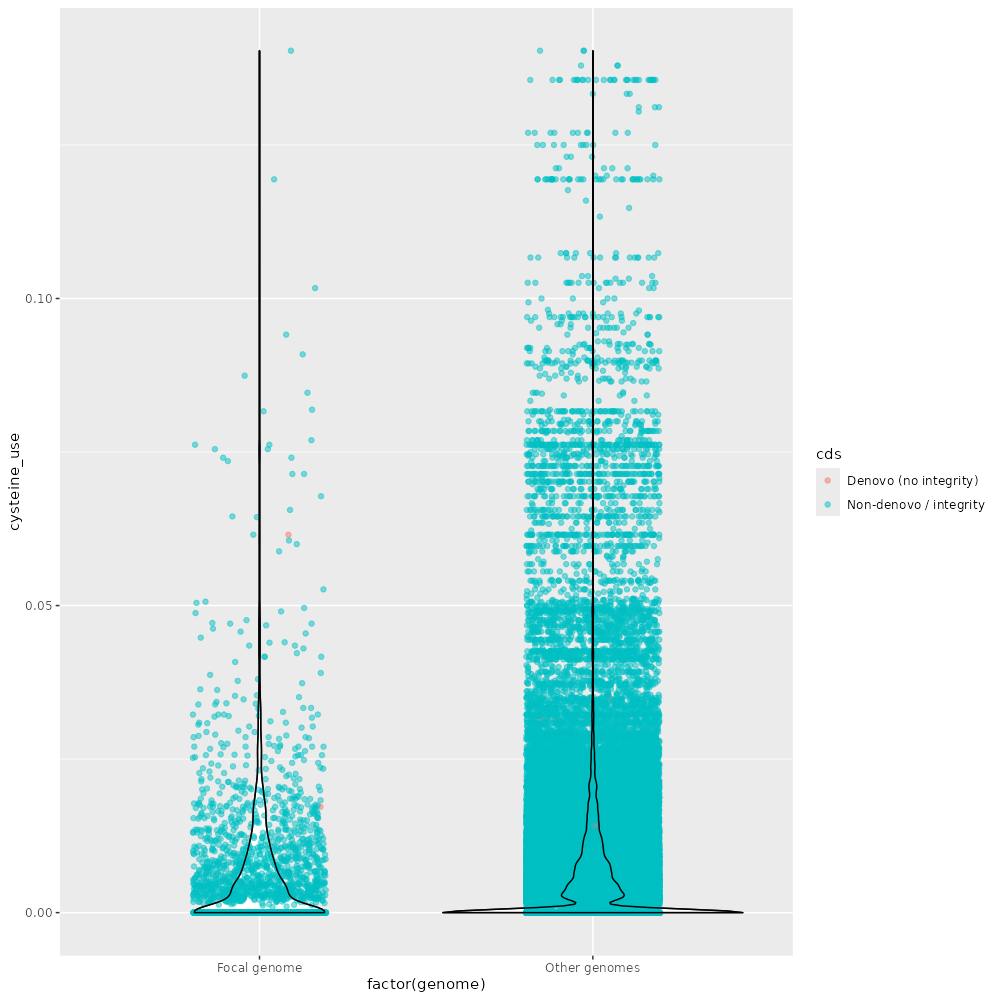 0.10
0.05
0.00
cysteine_use
Focal genome
Other genomes
factor(genome)
cds
Denovo (no integrity)
Non-denovo / integrity